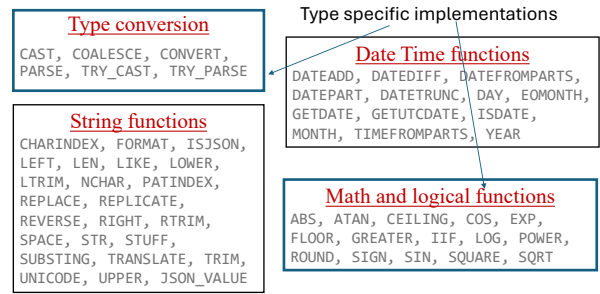 Type specific implementations
Type conversion
CAST, COALESCE, CONVERT,
PARSE, TRY_CAST, TRY_PARSE
Date Time functions
DATEADD, DATEDIFF, DATEFROMPARTS,
DATEPART, DATETRUNC, DAY, EOMONTH,
GETDATE, GETUTCDATE, ISDATE,
MONTH, TIMEFROMPARTS, YEAR
String functions
CHARINDEX, FORMAT, ISJSON,
LEFT, LEN, LIKE, LOWER,
LTRIM, NCHAR, PATINDEX,
REPLACE, REPLICATE,
REVERSE, RIGHT, RTRIM,
SPACE, STR, STUFF,
SUBSTING, TRANSLATE, TRIM,
UNICODE, UPPER, JSON_VALUE
Math and logical functions
ABS, ATAN, CEILING, COS, EXP,
FLOOR, GREATER, IIF, LOG, POWER,
ROUND, SIGN, SIN, SQUARE, SQRT